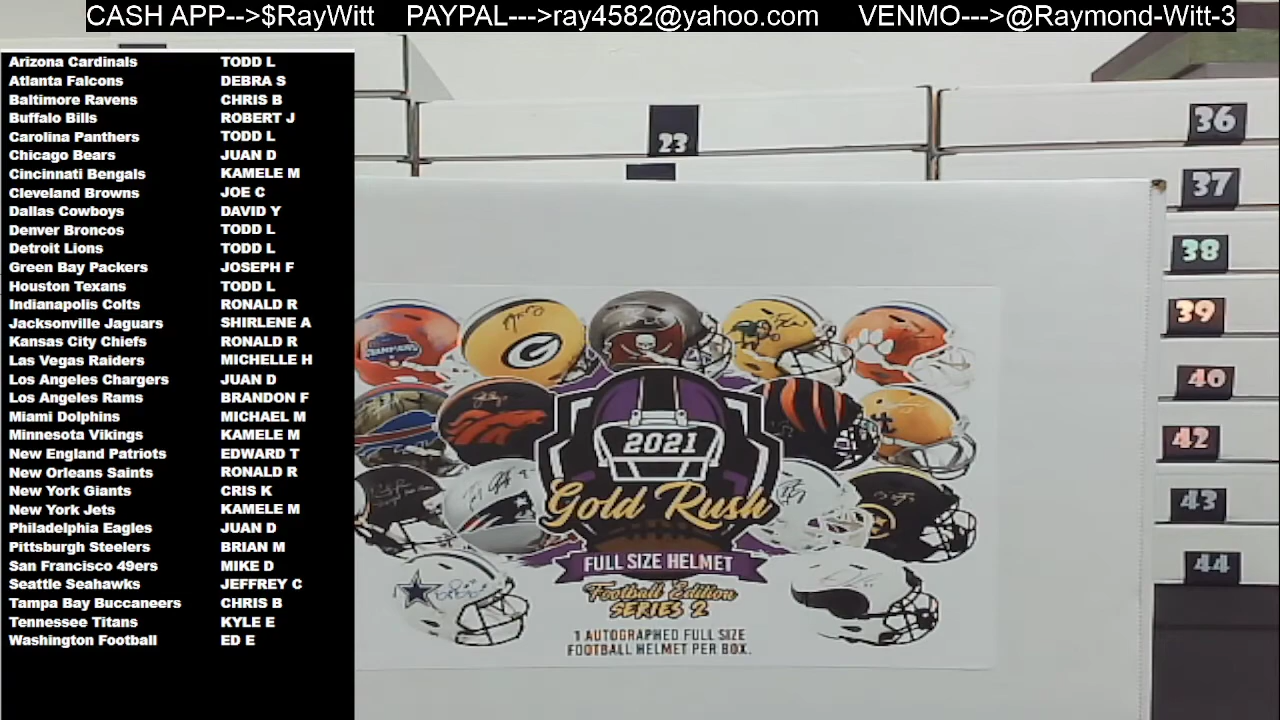 CASH APP-->$RayWitt PAYPAL--->ray4582@yahoo.com VENMO--->@Raymond-Witt-3
Arizona Cardinals TODD L
Atlanta Falcons DEBRA S
Baltimore Ravens CHRIS B
Buffalo Bills ROBERT J
Carolina Panthers TODD L
Chicago Bears JUAN D
Cincinnati Bengals KAMELE M
Cleveland Browns JOE C
Dallas Cowboys DAVID Y
Denver Broncos TODD L
Detroit Lions TODD L
Green Bay Packers JOSEPH F
Houston Texans TODD L
Indianapolis Colts RONALD R
Jacksonville Jaguars SHIRLENE A
Kansas City Chiefs RONALD R
Las Vegas Raiders MICHELLE H
Los Angeles Chargers JUAN D
Los Angeles Rams BRANDON F
Miami Dolphins MICHAEL M
Minnesota Vikings KAMELE M
New England Patriots EDWARD T
New Orleans Saints RONALD R
New York Giants CRIS K
New York Jets KAMELE M
Philadelphia Eagles JUAN D
Pittsburgh Steelers BRIAN M
San Francisco 49ers MIKE D
Seattle Seahawks JEFFREY C
Tampa Bay Buccaneers CHRIS B
Tennessee Titans KYLE E
Washington Football ED E
23
36
37
38
39
40
42
43
44
G
2021
Gold Rush
FULL SIZE HELMET
Football Edition
SERIES 2
1 AUTOGRAPHED FULL SIZE
FOOTBALL HELMET PER BOX.